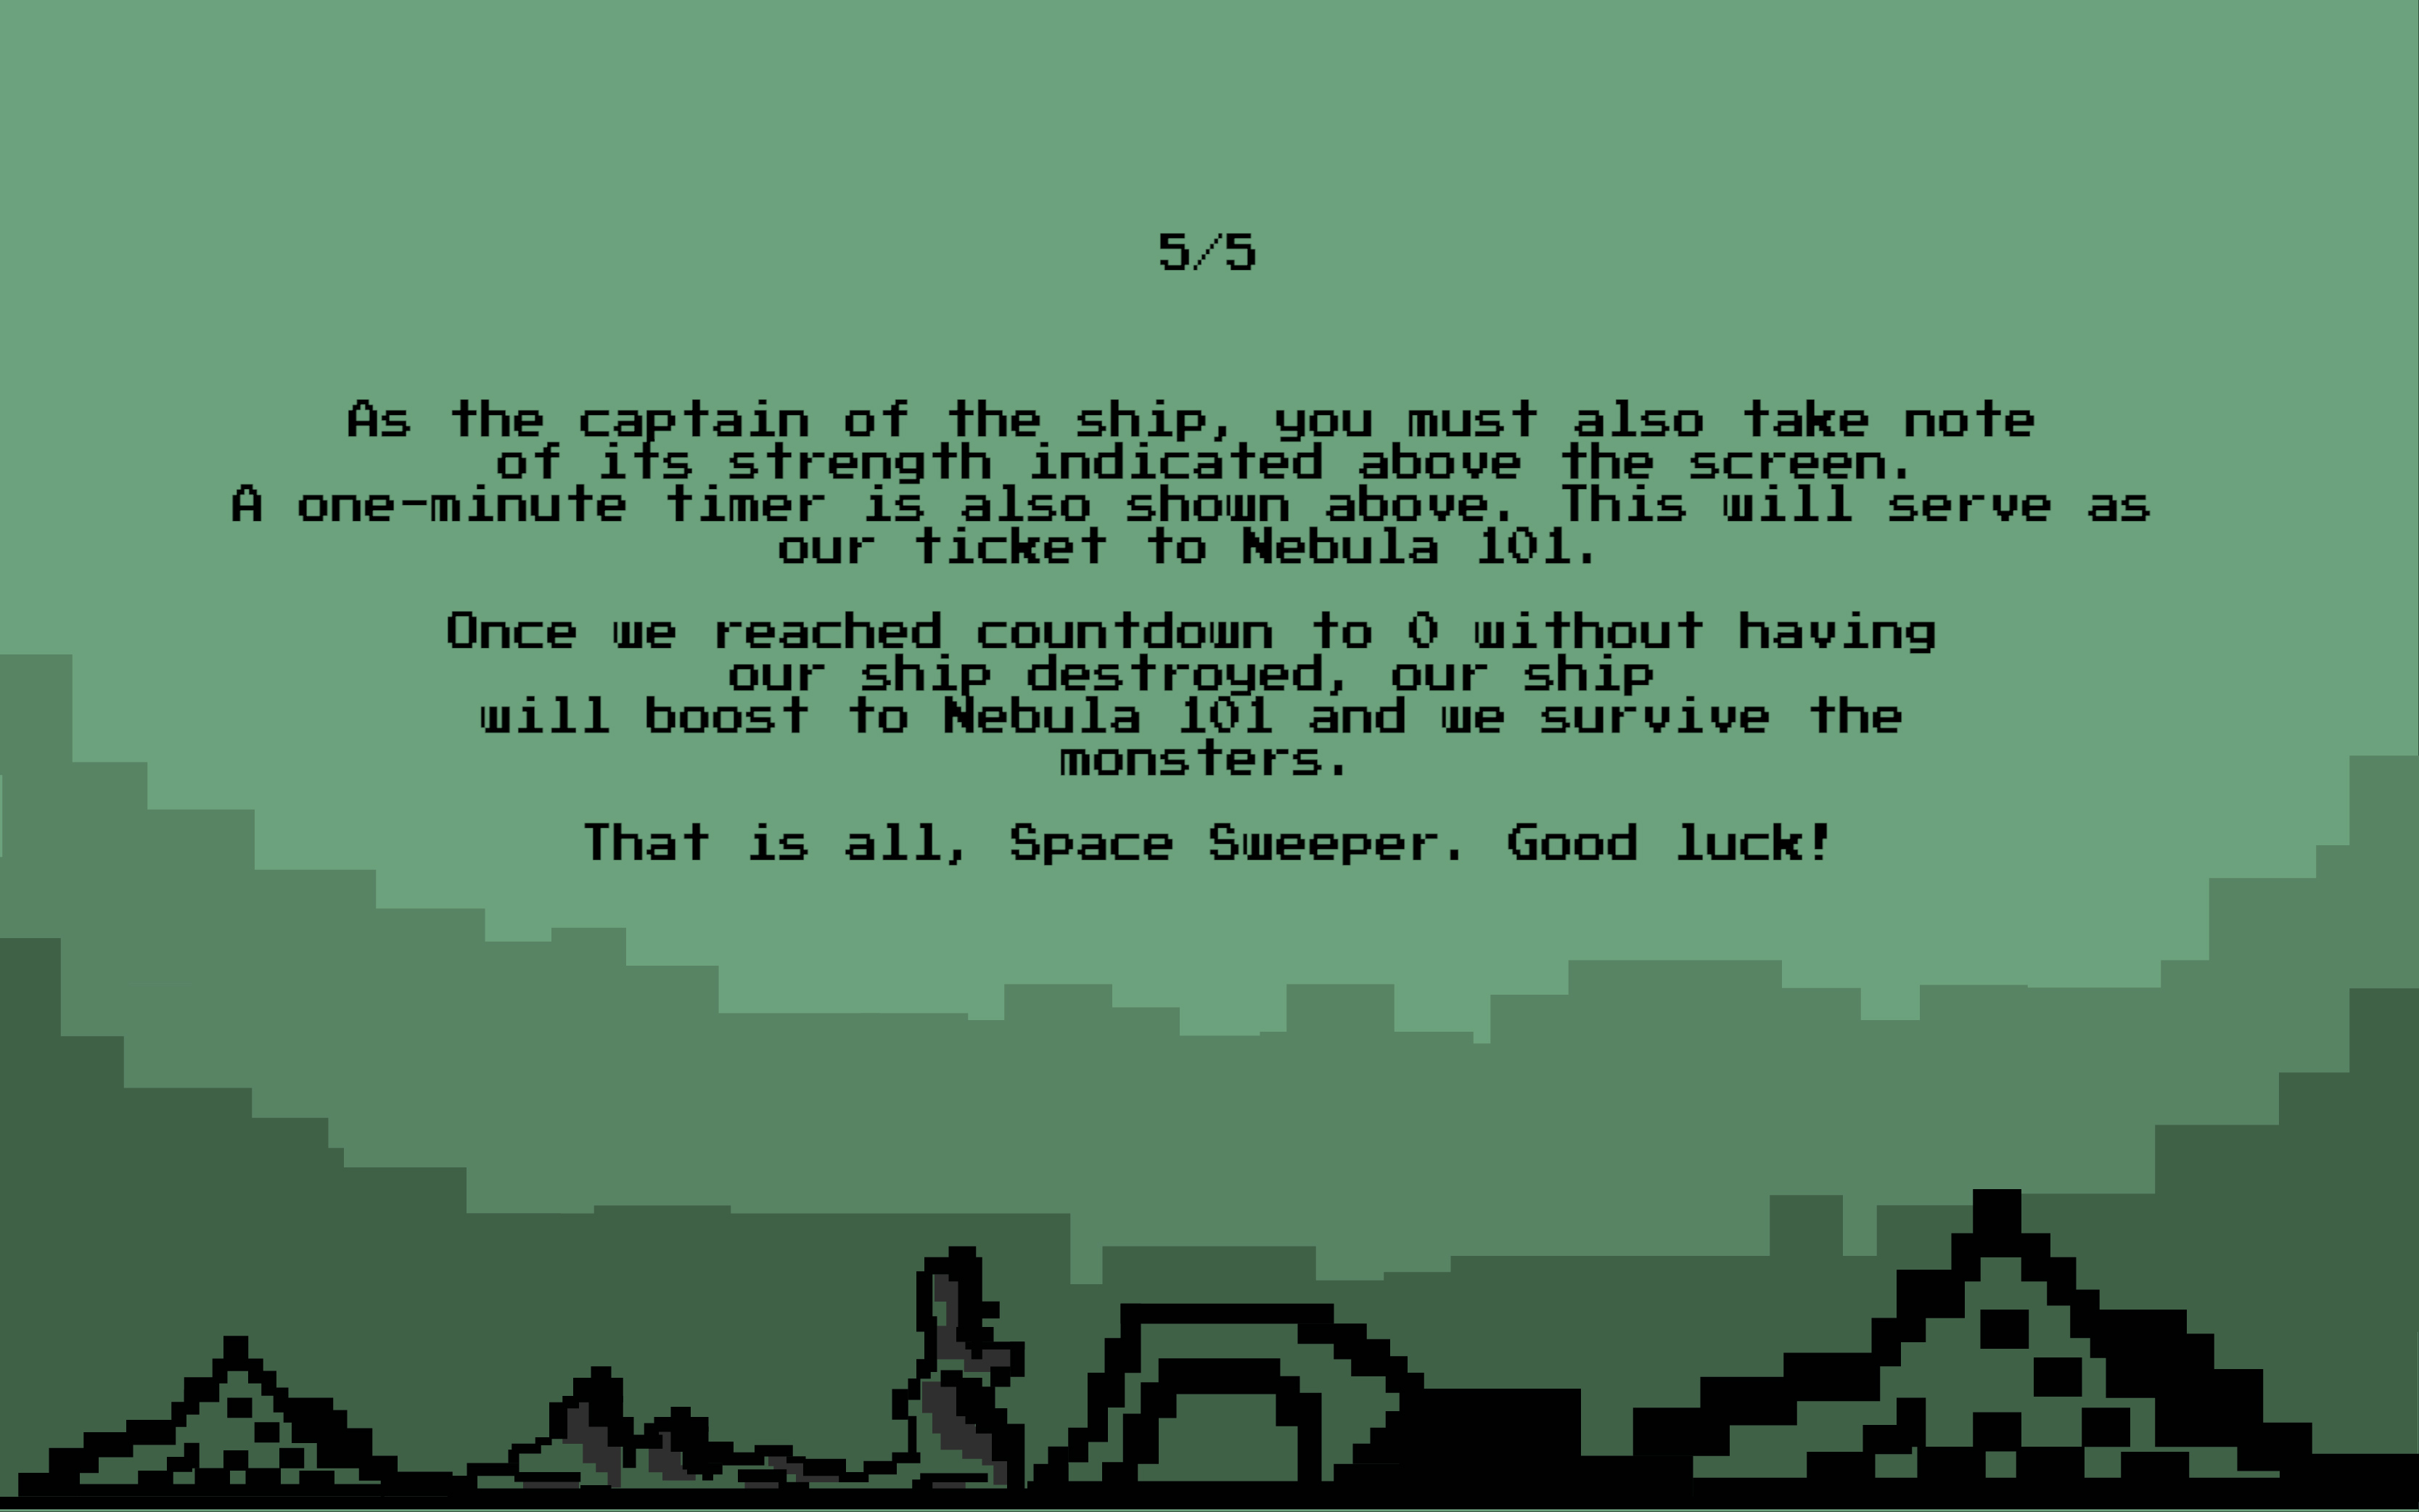 5/5
As the captain of the ship, you must also take note
of its strength indicated above the screen.
A one-minute timer is also shown above. This will serve as
our ticket to Nebula 101.
Once we reached countdown to 0 without having
our ship destroyed, our ship
will boost to Nebula 101 and we survive the
monsters.
That is all, Space Sweeper. Good luck!